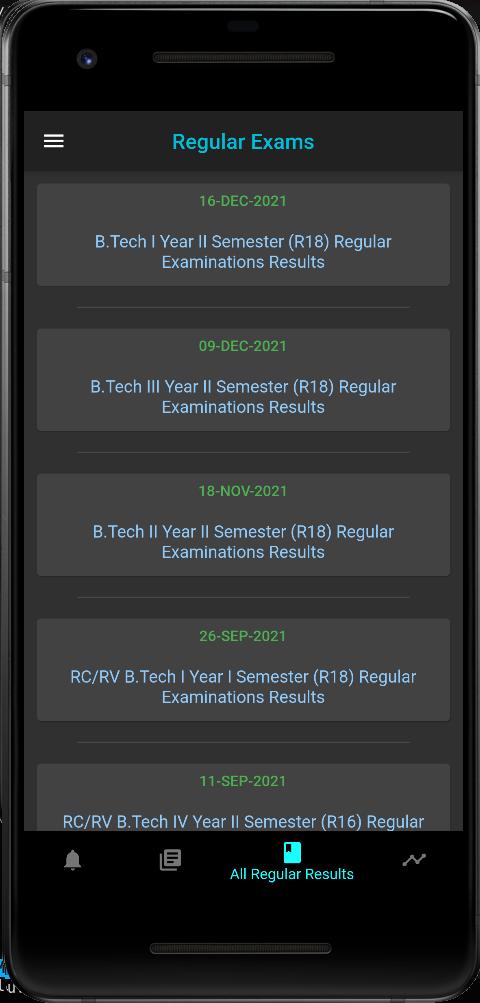 Regular Exams
16-DEC-2021
B.Tech I Year II Semester (R18) Regular
Examinations Results
09-DEC-2021
B.Tech III Year II Semester (R18) Regular
Examinations Results
18-NOV-2021
B.Tech II Year II Semester (R18) Regular
Examinations Results
26-SEP-2021
RC/RV B.Tech I Year I Semester (R18) Regular
Examinations Results
11-SEP-2021
RC/RV B.Tech IV Year II Semester (R16) Regular
All Regular Results